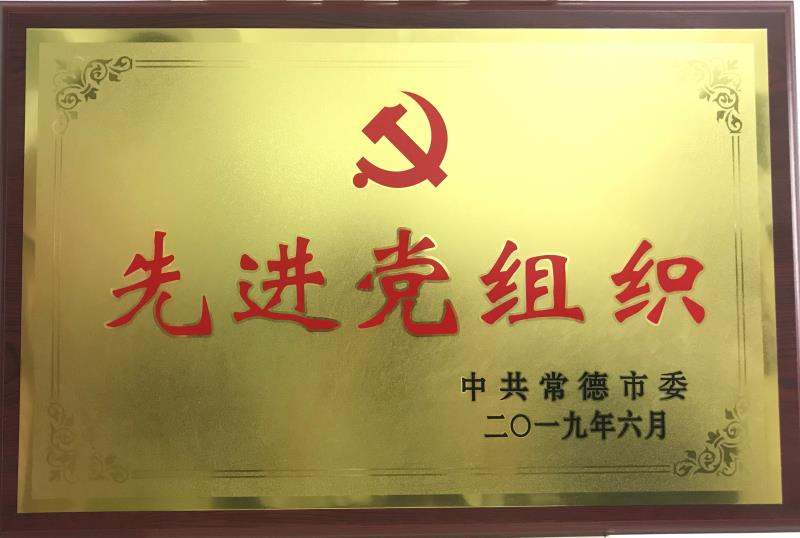 先进党组织
中共常德市委
二〇一九年六月